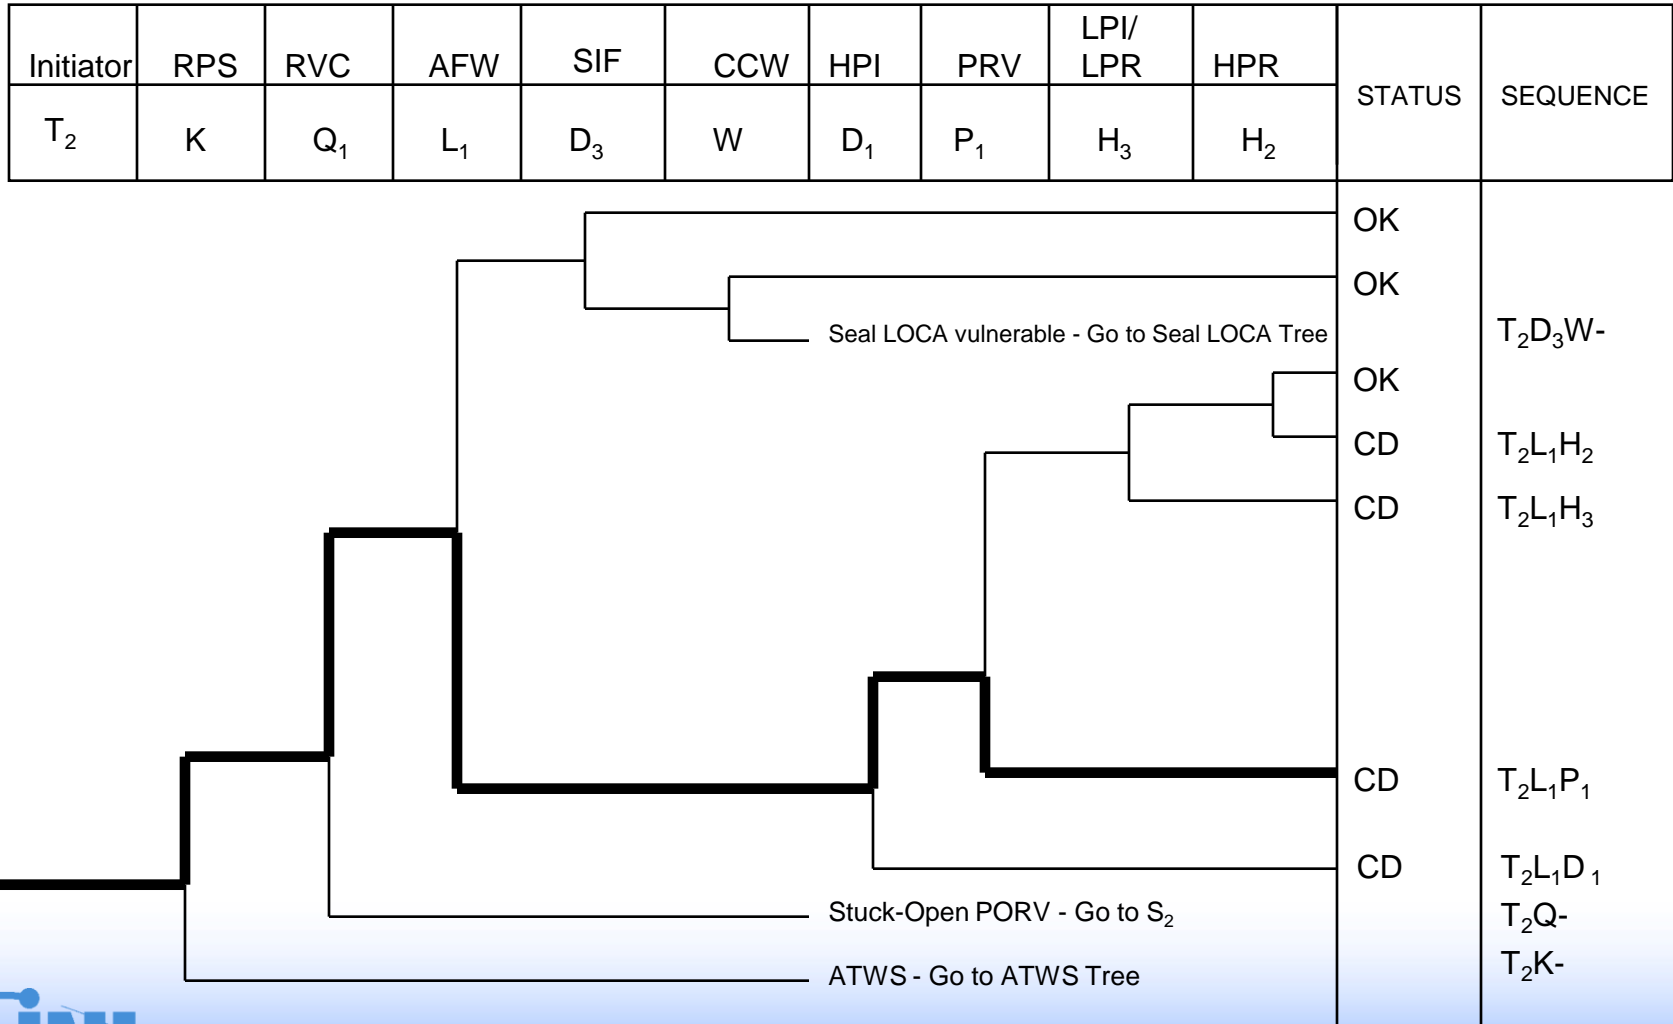 Initiator RPS RVC AFW SIF CCW HPI PRV LPI/ LPR HPR STATUS SEQUENCE
T₂ K Q₁ L₁ D₃ W D₁ P₁ H₃ H₂
OK
OK
Seal LOCA vulnerable - Go to Seal LOCA Tree T₂D₃W-
OK
CD T₂L₁H₂
CD T₂L₁H₃
CD T₂L₁P₁
CD T₂L₁D₁
Stuck-Open PORV - Go to S₂ T₂Q-
ATWS - Go to ATWS Tree T₂K-